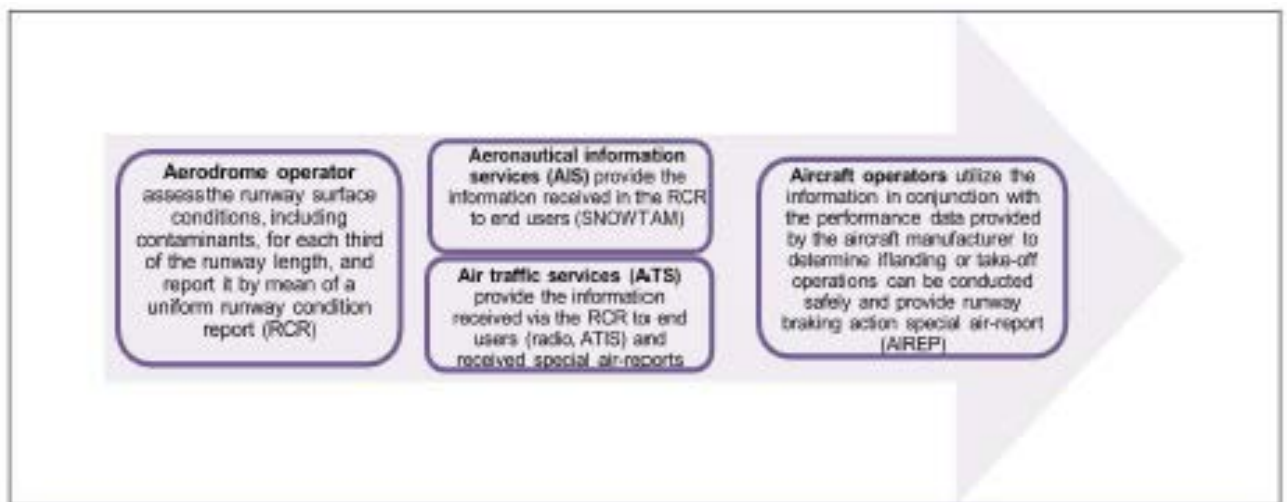 Aerodrome operator
assessthe runway surface
conditions, including
contaminants, for each third
of the runway length, and
report it by mean of a
uniform runway condition
report (RCR)
Aeronautical information
services (AIS) provide the
information received in the RCR
to end users (SNOWTAM)
Air traffic services (ATS)
provide the information
received via the RCR to end
users (radio, ATIS) and
received special air-reports
Aircraft operators utilize the
information in conjunction with
the performance data provided
by the aircraft manufacturer to
determine iflanding or take-off
operations can be conducted
safely and provide runway
braking action special air-report
(AIREP)